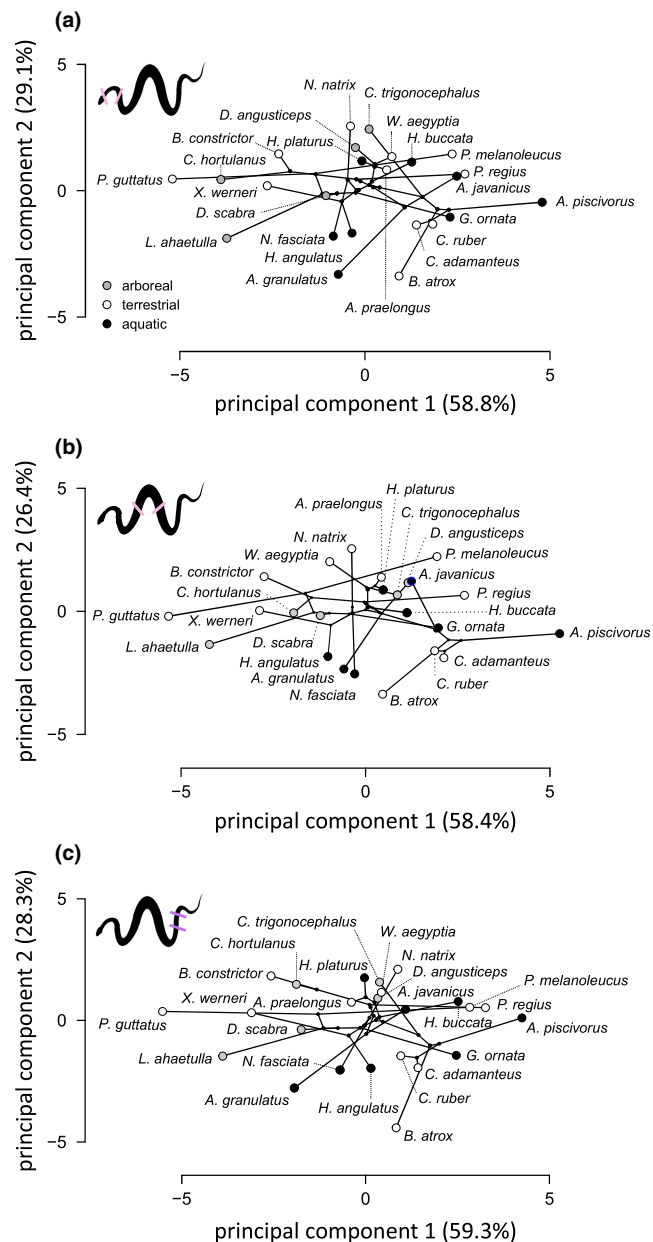 (a)
principal component 2 (29.1%)
5
0
−5
N. natrix
C. trigonocephalus
D. angusticeps
W. aegyptia
B. constrictor
H. platurus
H. buccata
C. hortulanus
P. melanoleucus
P. guttatus
P. regius
X. werneri
A. javanicus
D. scabra
A. piscivorus
G. ornata
L. ahaetulla
N. fasciata
C. ruber
H. angulatus
C. adamanteus
A. granulatus
B. atrox
A. praelongus
arboreal
terrestrial
aquatic
−5 0 5
principal component 1 (58.8%)
(b)
principal component 2 (26.4%)
5
0
−5
H. platurus
A. praelongus
C. trigonocephalus
N. natrix
D. angusticeps
W. aegyptia
P. melanoleucus
B. constrictor
A. javanicus
C. hortulanus
P. regius
P. guttatus
X. werneri
H. buccata
G. ornata
A. piscivorus
L. ahaetulla
D. scabra
H. angulatus
C. adamanteus
A. granulatus
C. ruber
N. fasciata
B. atrox
−5 0 5
principal component 1 (58.4%)
(c)
principal component 2 (28.3%)
5
0
−5
C. trigonocephalus
W. aegyptia
C. hortulanus
N. natrix
H. platurus
D. angusticeps
B. constrictor
P. melanoleucus
A. javanicus
X. werneri
A. praelongus
P. regius
P. guttatus
H. buccata
A. piscivorus
D. scabra
L. ahaetulla
G. ornata
N. fasciata
C. adamanteus
A. granulatus
C. ruber
H. angulatus
B. atrox
−5 0 5
principal component 1 (59.3%)